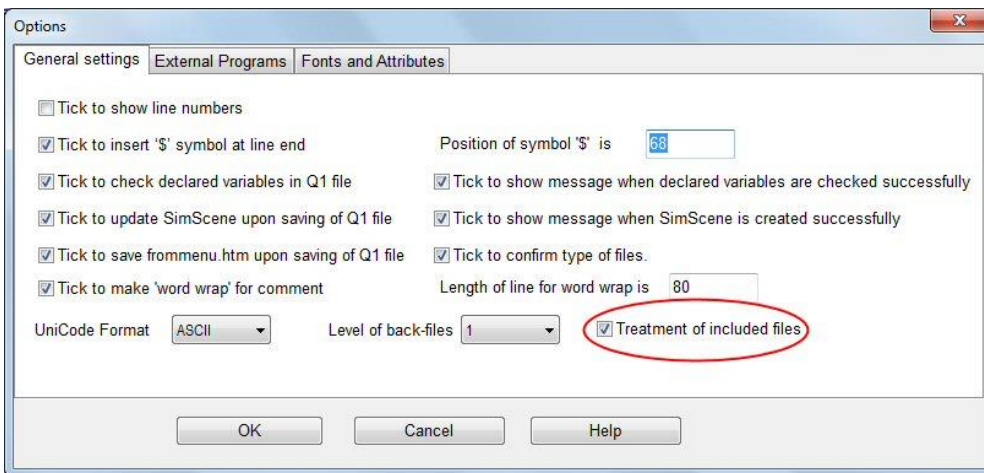 Options
General settings External Programs Fonts and Attributes
Tick to show line numbers
Tick to insert '$' symbol at line end Position of symbol '$' is 68
Tick to check declared variables in Q1 file Tick to show message when declared variables are checked successfully
Tick to update SimScene upon saving of Q1 file Tick to show message when SimScene is created successfully
Tick to save frommenu.htm upon saving of Q1 file Tick to confirm type of files.
Tick to make 'word wrap' for comment Length of line for word wrap is 80
UniCode Format ASCII Level of back-files 1 Treatment of included files
OK Cancel Help